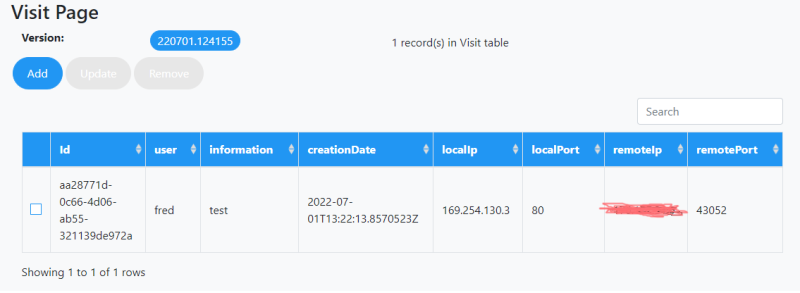 Visit Page
Version: 220701.124155 1 record(s) in Visit table
Add Update Remove
Search
Id user information creationDate localIp localPort remoteIp remotePort
aa28771d-
0c66-4d06-
ab55-
321139de972a
fred test
2022-07-
01T13:22:13.8570523Z
169.254.130.3 80 43052
Showing 1 to 1 of 1 rows